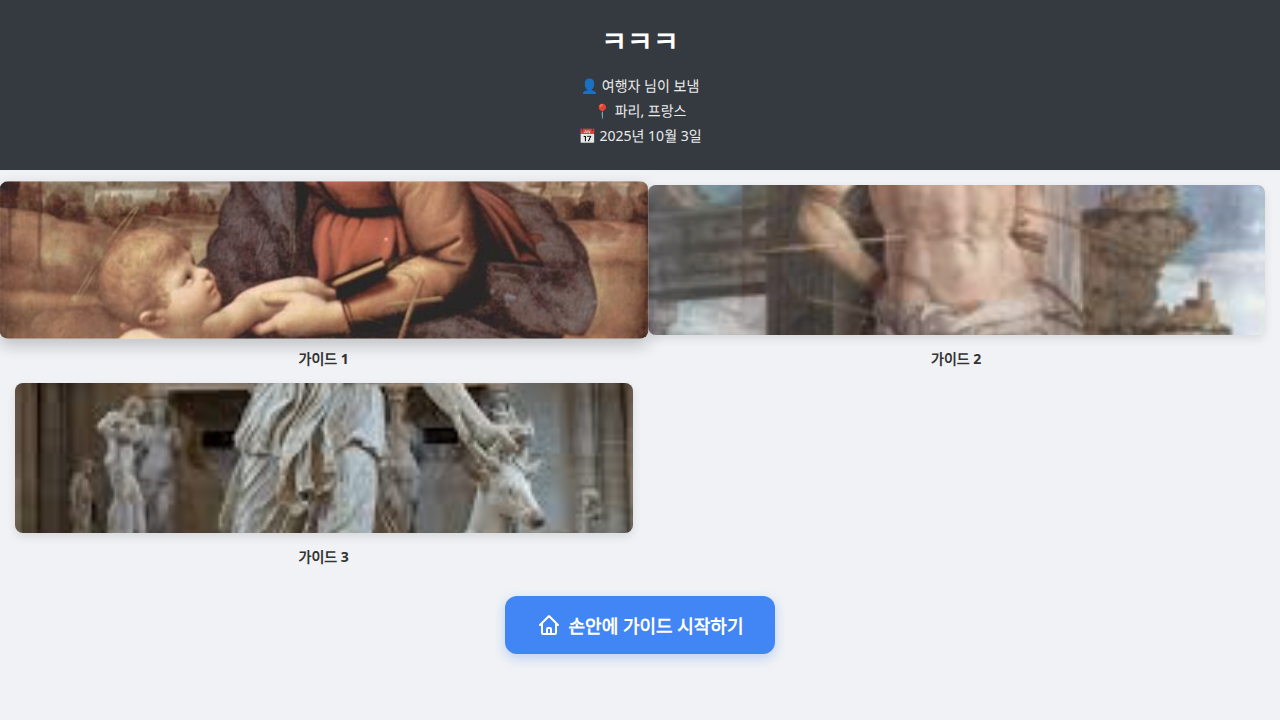 ㅋㅋㅋ
👤 여행자 님이 보냄
📍 파리, 프랑스
📅 2025년 10월 3일
가이드 1
가이드 2
가이드 3
손안에 가이드 시작하기